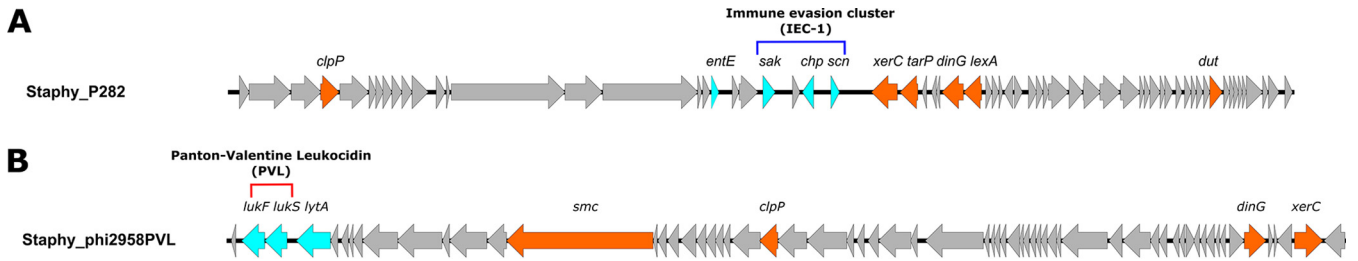 A
Immune evasion cluster
(IEC-1)
clpP
entE sak chp scn xerC tarP dinG lexA dut
Staphy_P282
B
Panton-Valentine Leukocidin
(PVL)
lukF lukS lytA smc clpP dinG xerC
Staphy_phi2958PVL